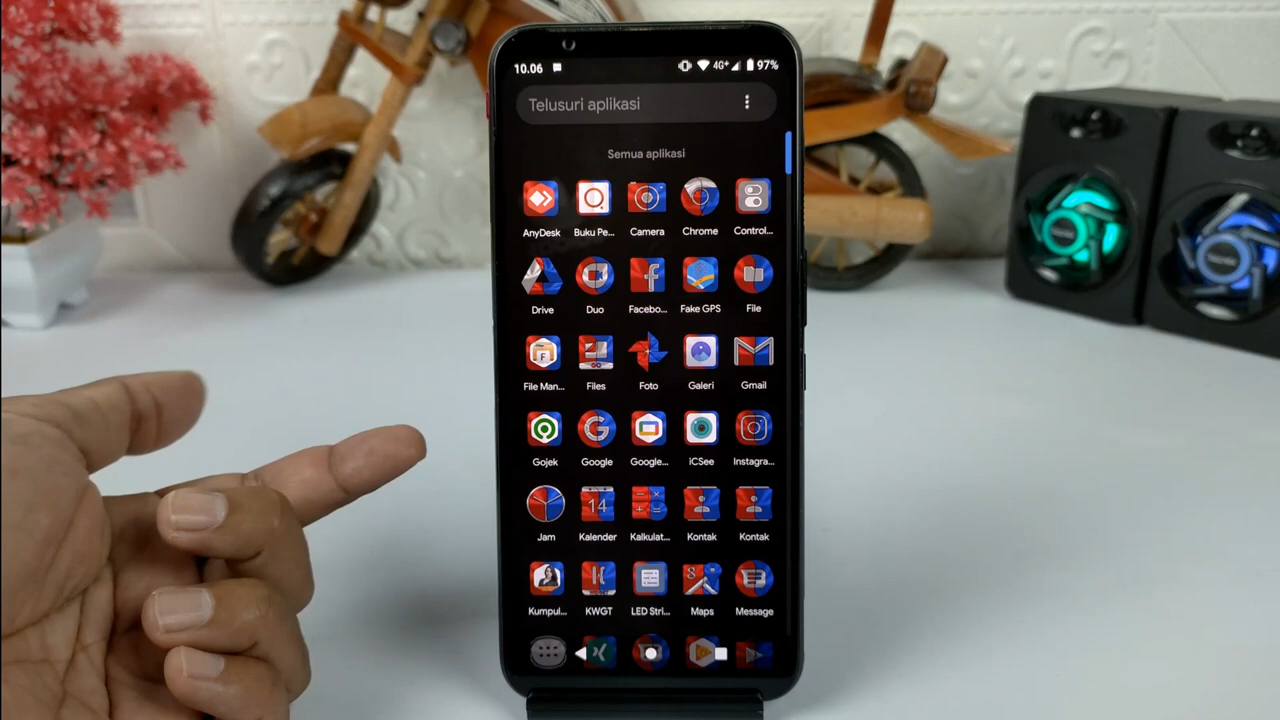 10.06 4G+ 97%
Telusuri aplikasi
Semua aplikasi
AnyDesk Buku Pe... Camera Chrome Control...
Drive Duo Facebo... Fake GPS File
File Man... Files Foto Galeri Gmail
Gojek Google Google... iCSee Instagra...
14
Jam Kalender Kalkulat... Kontak Kontak
Kumpul... KWGT LED Stri... Maps Message